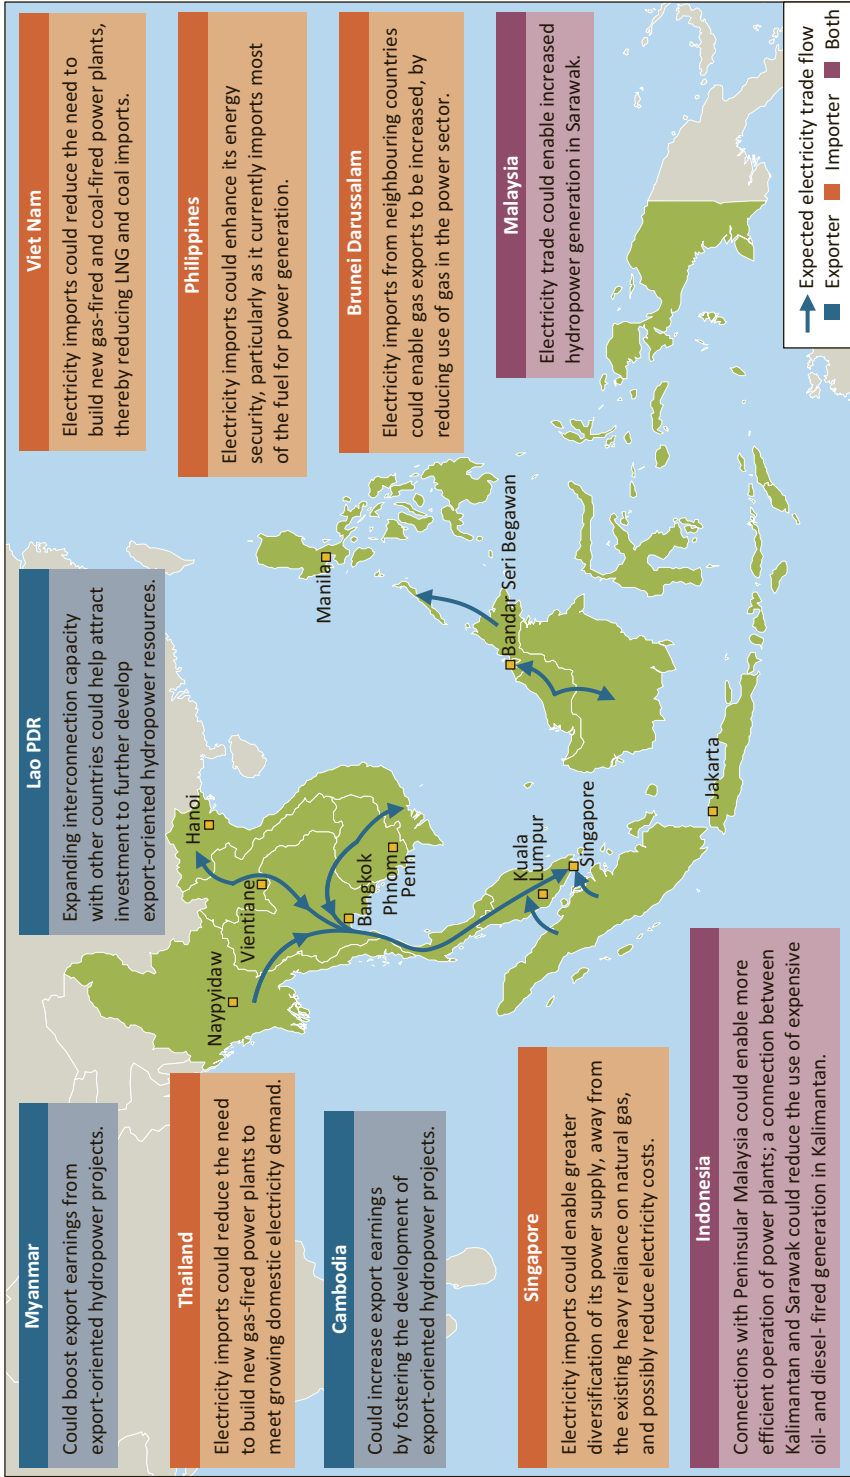 Myanmar
Could boost export earnings from
export-oriented hydropower projects.
Thailand
Electricity imports could reduce the need
to build new gas-fired power plants to
meet growing domestic electricity demand.
Cambodia
Could increase export earnings
by fostering the development of
export-oriented hydropower projects.
Singapore
Electricity imports could enable greater
diversification of its power supply, away from
the existing heavy reliance on natural gas,
and possibly reduce electricity costs.
Indonesia
Connections with Peninsular Malaysia could enable more
efficient operation of power plants; a connection between
Kalimantan and Sarawak could reduce the use of expensive
oil- and diesel- fired generation in Kalimantan.
Lao PDR
Expanding interconnection capacity
with other countries could help attract
investment to further develop
export-oriented hydropower resources.
Naypyidaw
Hanoi
Vientiane
Bangkok
Phnom
Penh
Manila
Kuala
Lumpur
Singapore
Bandar Seri Begawan
Jakarta
Viet Nam
Electricity imports could reduce the need to
build new gas-fired and coal-fired power plants,
thereby reducing LNG and coal imports.
Philippines
Electricity imports could enhance its energy
security, particularly as it currently imports most
of the fuel for power generation.
Brunei Darussalam
Electricity imports from neighbouring countries
could enable gas exports to be increased, by
reducing use of gas in the power sector.
Malaysia
Electricity trade could enable increased
hydropower generation in Sarawak.
Expected electricity trade flow
Exporter Importer Both